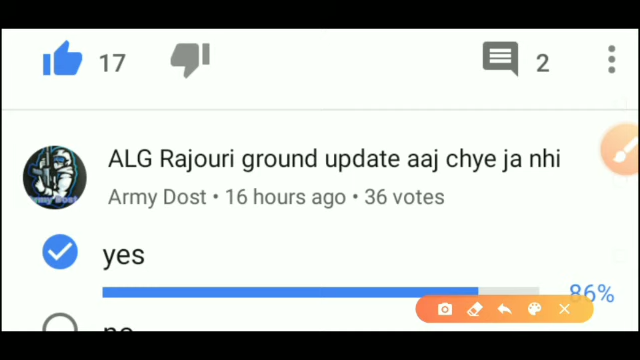 17
2
ALG Rajouri ground update aaj chye ja nhi
Army Dost • 16 hours ago • 36 votes
yes
86%
no